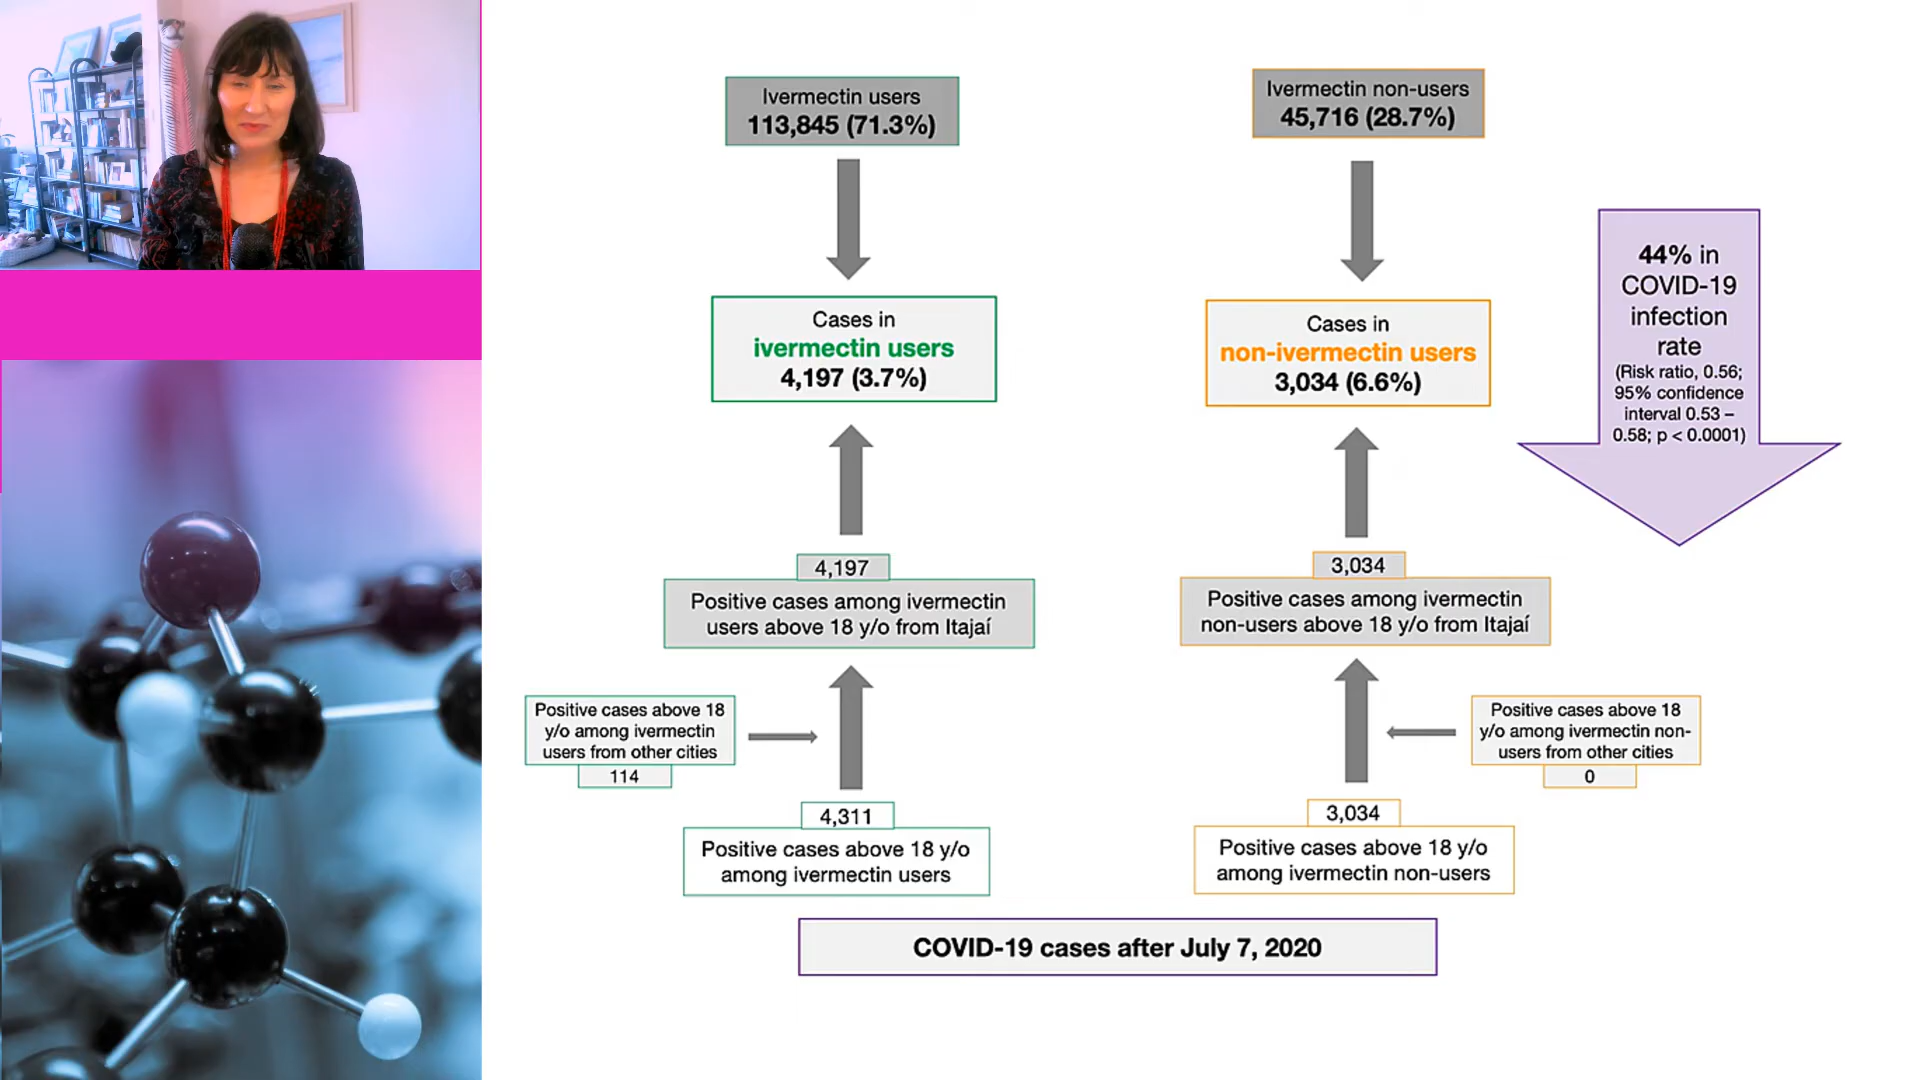 Ivermectin users
113,845 (71.3%)
Ivermectin non-users
45,716 (28.7%)
Cases in
ivermectin users
4,197 (3.7%)
Cases in
non-ivermectin users
3,034 (6.6%)
44% in
COVID-19
infection
rate
(Risk ratio, 0.56;
95% confidence
interval 0.53 –
0.58; p < 0.0001)
4,197
Positive cases among ivermectin
users above 18 y/o from Itajaí
3,034
Positive cases among ivermectin
non-users above 18 y/o from Itajaí
Positive cases above 18
y/o among ivermectin
users from other cities
114
Positive cases above 18
y/o among ivermectin non-
users from other cities
0
4,311
Positive cases above 18 y/o
among ivermectin users
3,034
Positive cases above 18 y/o
among ivermectin non-users
COVID-19 cases after July 7, 2020